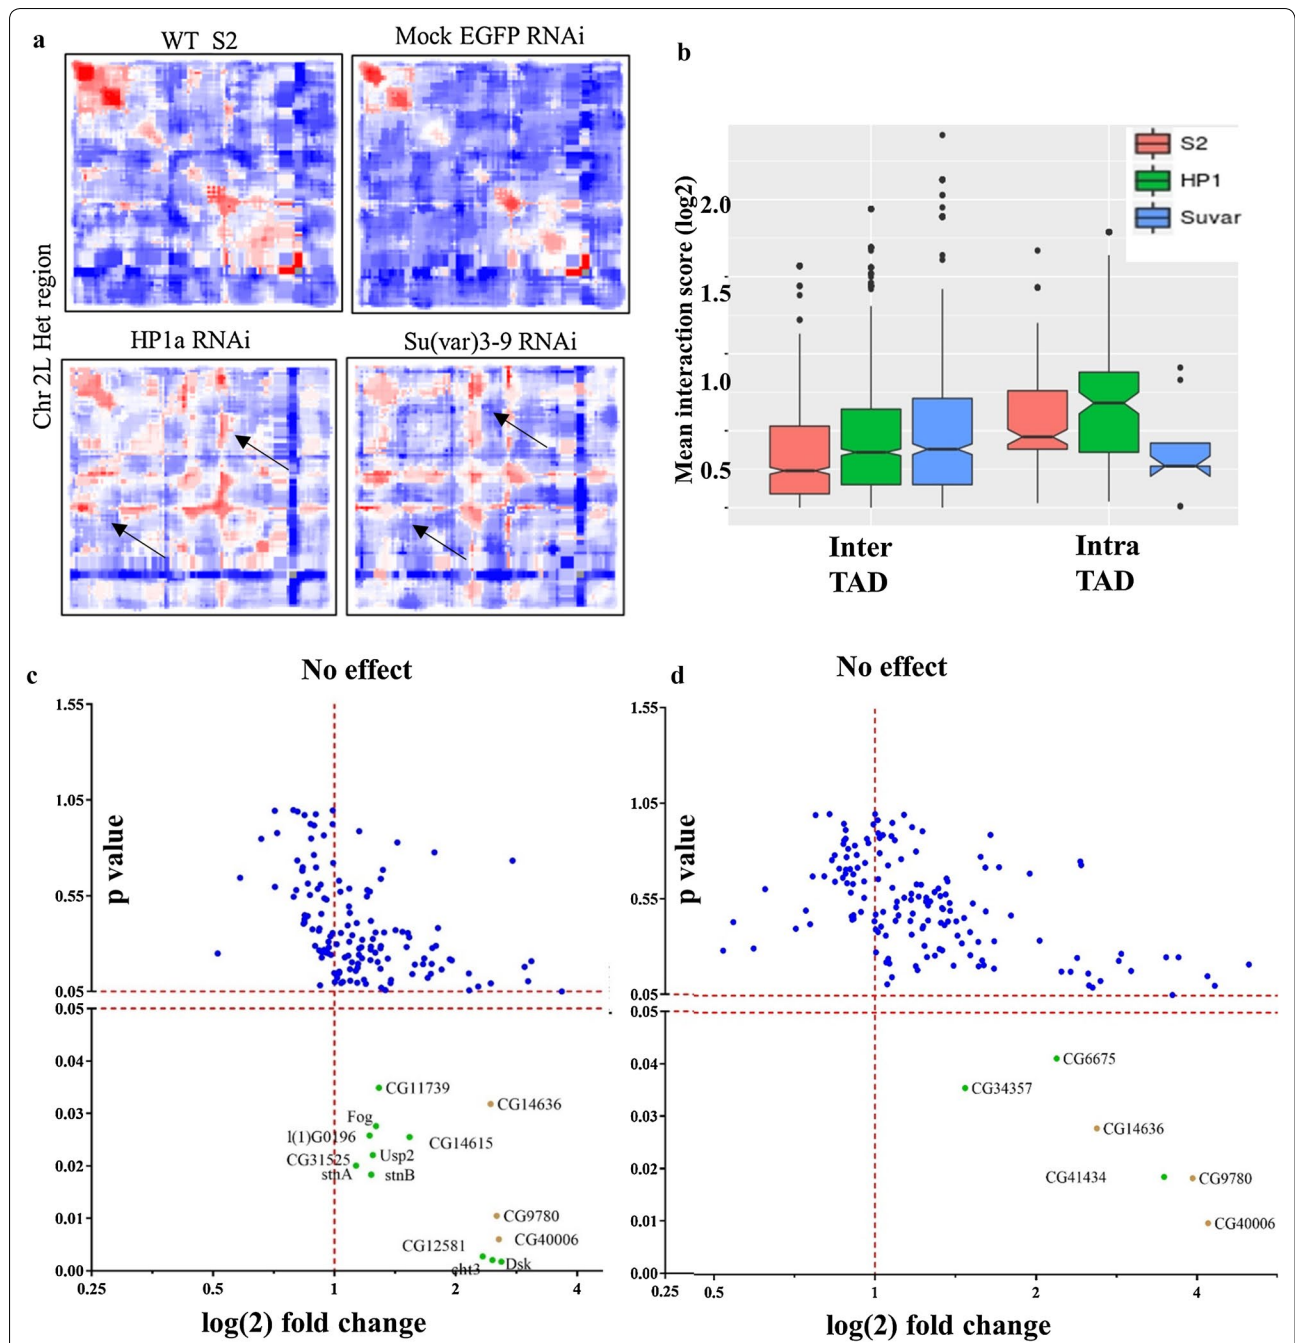 a
WT S2
Mock EGFP RNAi
Chr 2L Het region
HP1a RNAi
Su(var)3-9 RNAi
b
Mean interaction score (log2)
2.0
1.5
1.0
0.5
S2
HP1
Suvar
Inter TAD
Intra TAD
c
No effect
p value
1.55
1.05
0.55
0.05
0.05
0.04
0.03
0.02
0.01
0.00
CG11739
CG14636
Fog
l(1)G0196
CG14615
CG31525
Usp2
sthA
stnB
CG9780
CG40006
CG12581
cht3
Dsk
0.25
0.5
1
2
4
log(2) fold change
d
No effect
p value
1.55
1.05
0.55
0.05
0.05
0.04
0.03
0.02
0.01
0.00
CG6675
CG34357
CG14636
CG41434
CG9780
CG40006
0.25
0.5
1
2
4
log(2) fold change